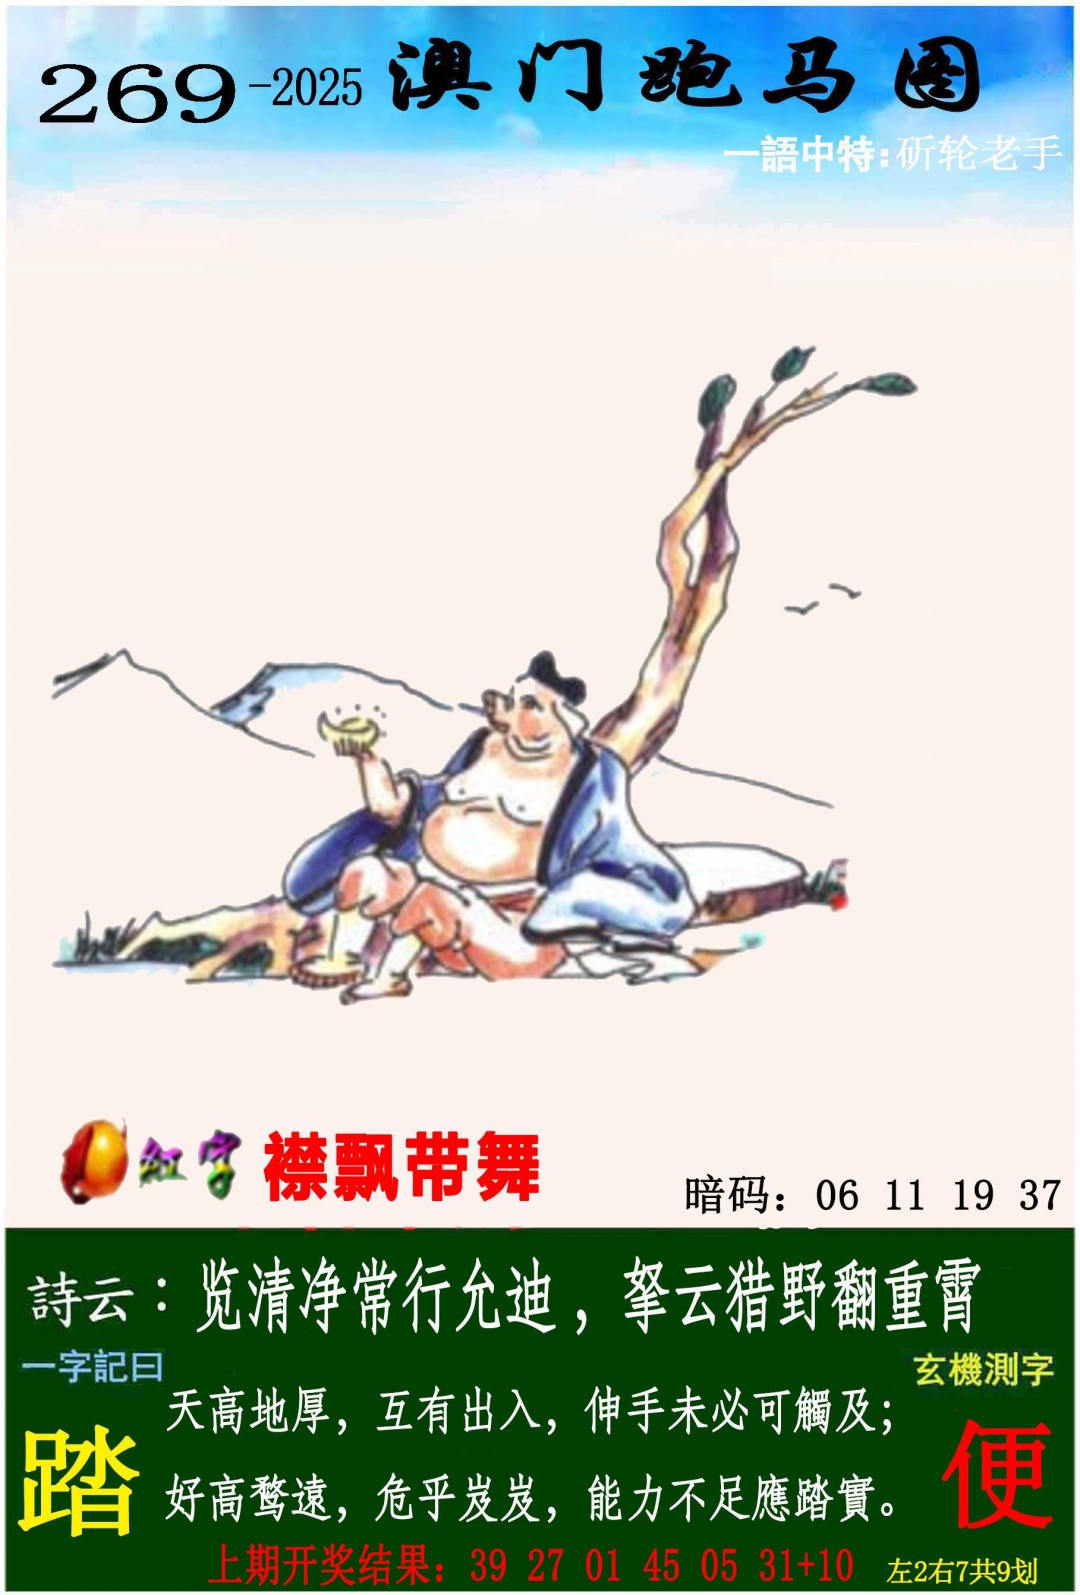 269-2025 澳门跑马图
一語中特:斫轮老手
红字 襟飘带舞
暗码：06 11 19 37
詩云：览清净常行允迪，拏云猎野翻重霄
一字記曰
玄機測字
天高地厚，互有出入，伸手未必可觸及；
踏
便
好高骛遠，危乎岌岌，能力不足應踏實。
上期开奖结果：39 27 01 45 05 31+10
左2右7共9划